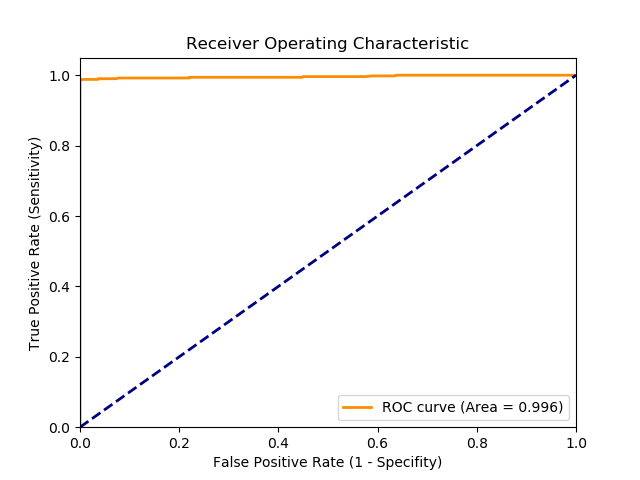 Receiver Operating Characteristic
True Positive Rate (Sensitivity)
1.0
0.8
0.6
0.4
0.2
0.0
ROC curve (Area = 0.996)
0.0 0.2 0.4 0.6 0.8 1.0
False Positive Rate (1 - Specifity)